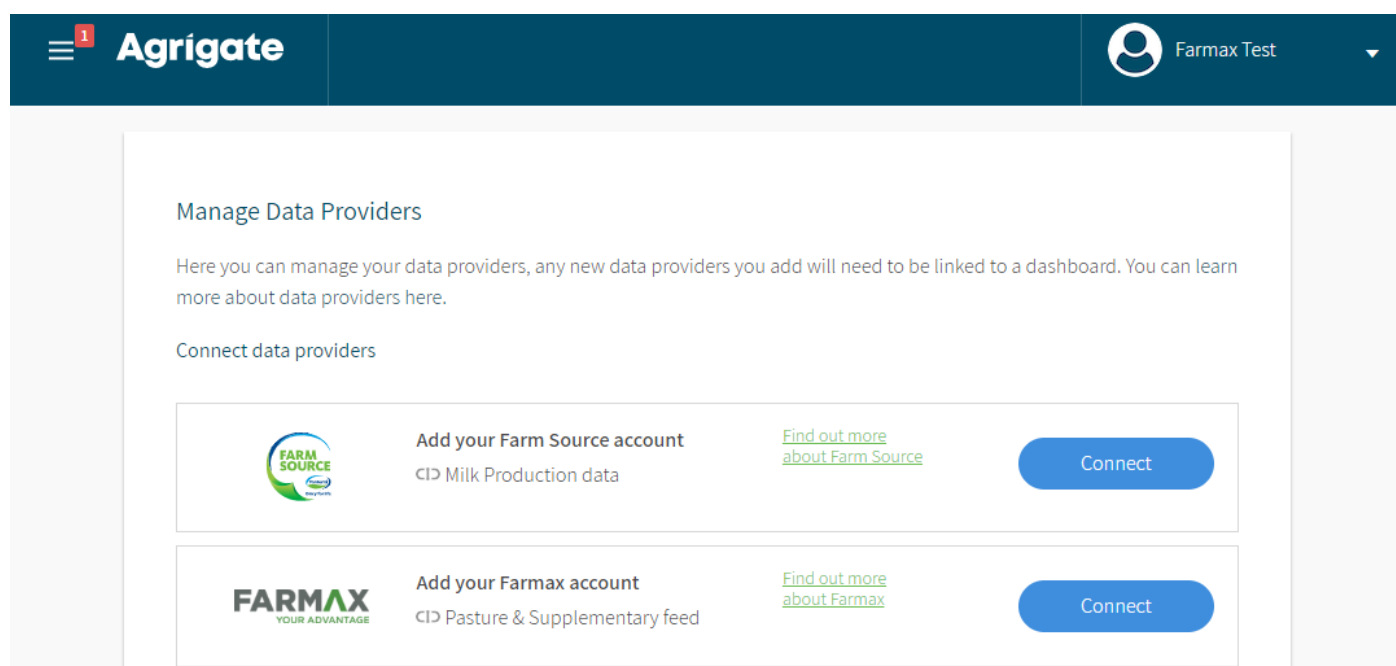 1
Agrigate
Farmax Test
Manage Data Providers
Here you can manage your data providers, any new data providers you add will need to be linked to a dashboard. You can learn
more about data providers here.
Connect data providers
FARM
SOURCE
Add your Farm Source account
Milk Production data
Find out more
about Farm Source
Connect
FARMAX
YOUR ADVANTAGE
Add your Farmax account
Pasture & Supplementary feed
Find out more
about Farmax
Connect